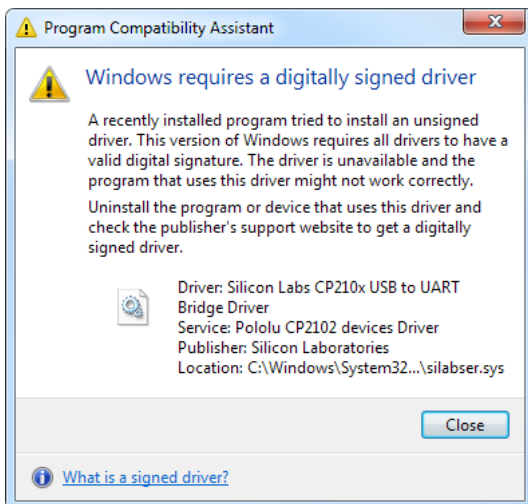 Program Compatibility Assistant
Windows requires a digitally signed driver
A recently installed program tried to install an unsigned
driver. This version of Windows requires all drivers to have a
valid digital signature. The driver is unavailable and the
program that uses this driver might not work correctly.
Uninstall the program or device that uses this driver and
check the publisher's support website to get a digitally
signed driver.
Driver: Silicon Labs CP210x USB to UART
Bridge Driver
Service: Pololu CP2102 devices Driver
Publisher: Silicon Laboratories
Location: C:\Windows\System32...\silabser.sys
Close
What is a signed driver?